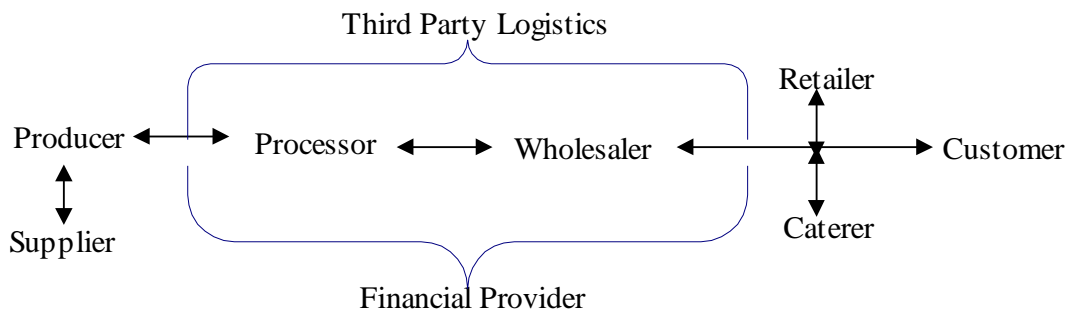 Third Party Logistics
Retailer
Producer
Processor
Wholesaler
Customer
Supplier
Caterer
Financial Provider